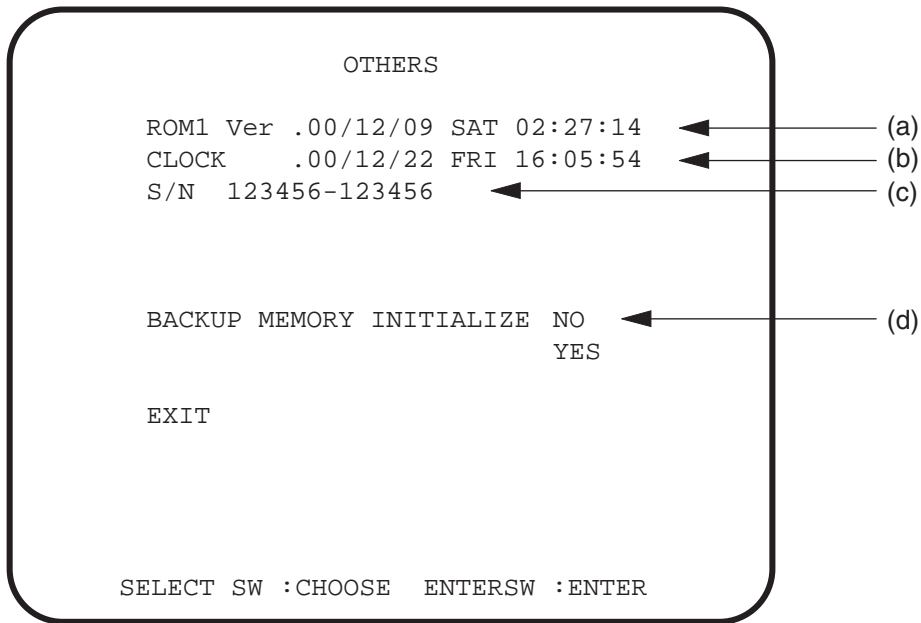 OTHERS
ROM1 Ver .00/12/09 SAT 02:27:14 (a)
CLOCK .00/12/22 FRI 16:05:54 (b)
S/N 123456-123456 (c)
BACKUP MEMORY INITIALIZE NO (d)
YES
EXIT
SELECT SW :CHOOSE ENTERSW :ENTER